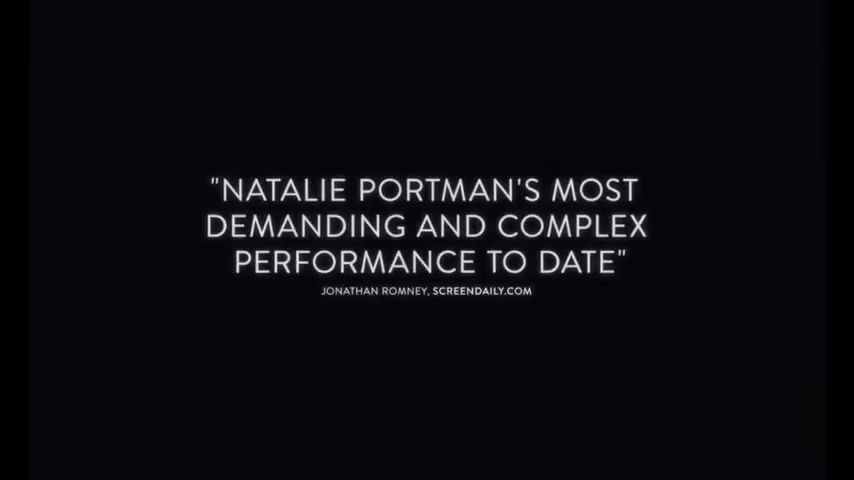 "NATALIE PORTMAN'S MOST
DEMANDING AND COMPLEX
PERFORMANCE TO DATE"
JONATHAN ROMNEY, SCREENDAILY.COM